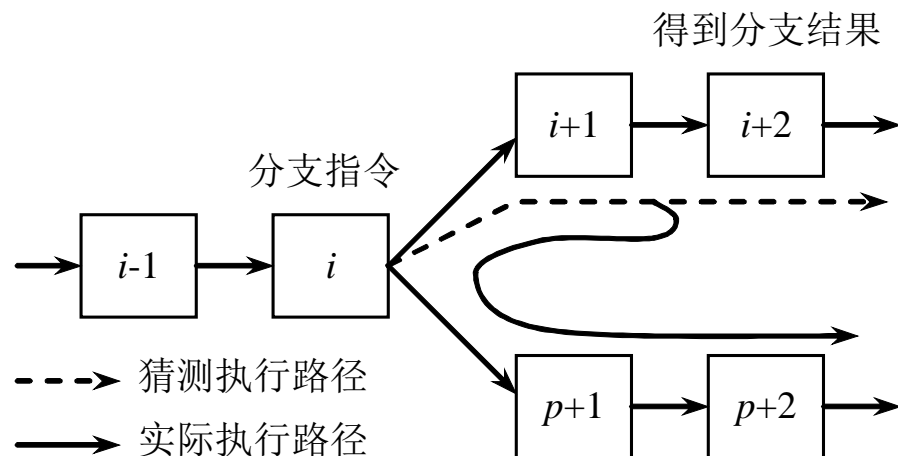 得到分支结果
i+1
i+2
分支指令
i-1
i
猜测执行路径
p+1
p+2
实际执行路径